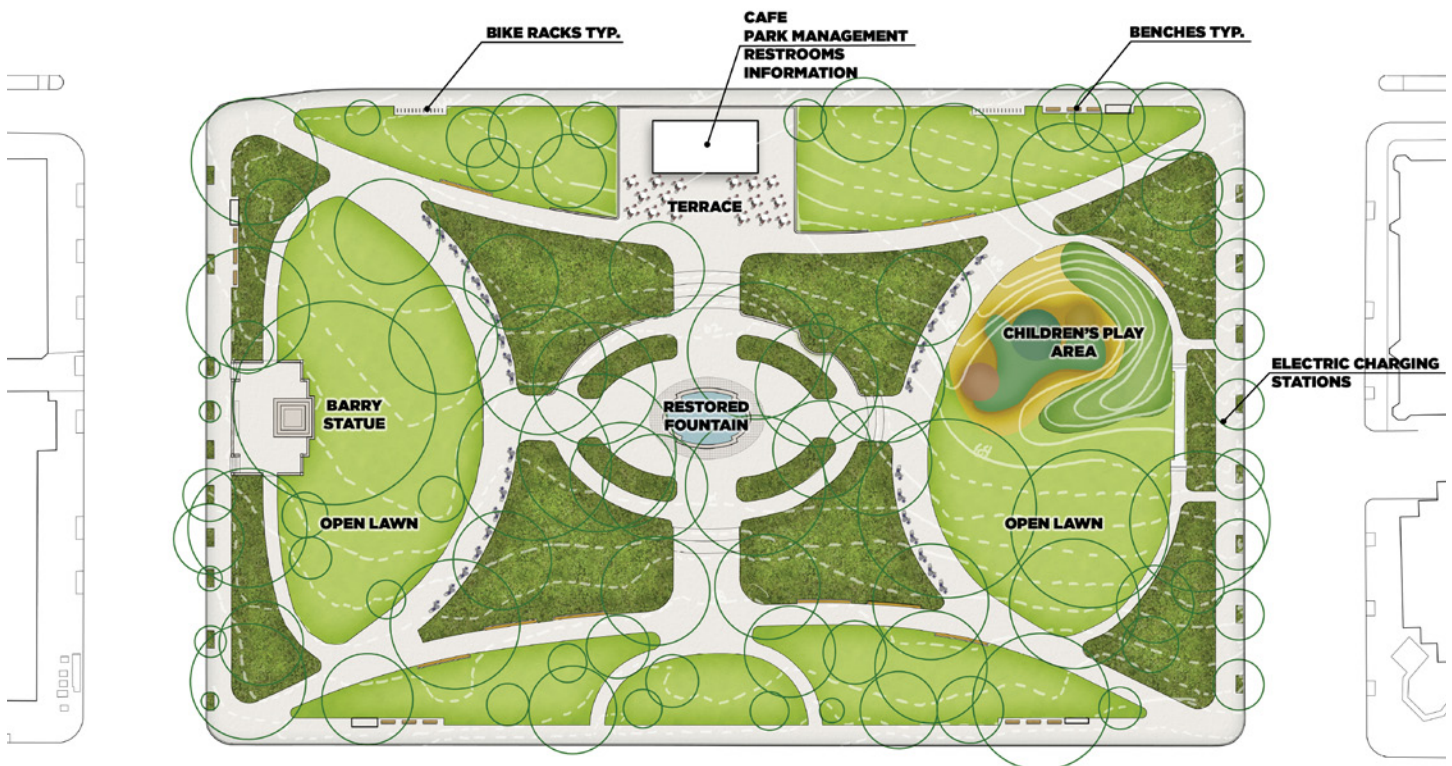 BIKE RACKS TYP.
CAFE
PARK MANAGEMENT
RESTROOMS
INFORMATION
BENCHES TYP.
TERRACE
CHILDREN'S PLAY
AREA
ELECTRIC CHARGING
STATIONS
BARRY
STATUE
RESTORED
FOUNTAIN
OPEN LAWN
OPEN LAWN